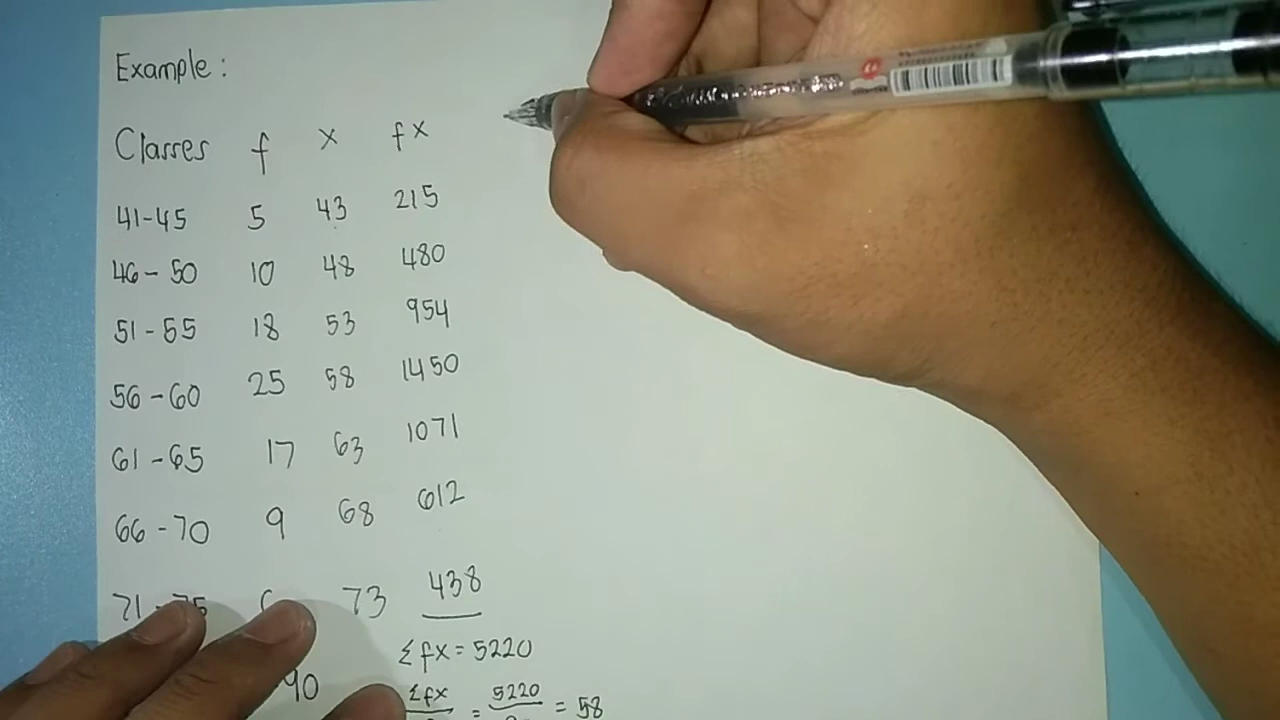 Example :
Classes f x fx
41-45 5 43 215
46 - 50 10 48 480
51 - 55 18 53 954
56 - 60 25 58 1450
61 - 65 17 63 1071
66 - 70 9 68 612
71 - 75 73 438
Σfx = 5220
90
Σfx = 5220 = 58